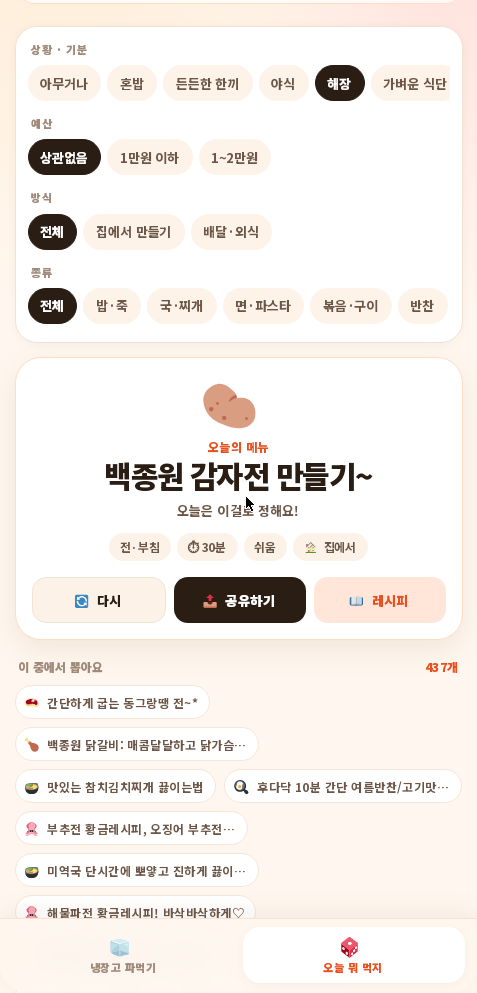 상황 · 기분
아무거나 혼밥 든든한 한끼 야식 해장 가벼운 식단
예산
상관없음 1만원 이하 1~2만원
방식
전체 집에서 만들기 배달·외식
종류
전체 밥·죽 국·찌개 면·파스타 볶음·구이 반찬
오늘의 메뉴
백종원 감자전 만들기~
오늘은 이걸로 정해요!
전·부침 ⏱ 30분 쉬움 집에서
다시 공유하기 레시피
이 중에서 뽑아요 437개
간단하게 굽는 동그랑땡 전~*
백종원 닭갈비: 매콤달달하고 닭가슴…
맛있는 참치김치찌개 끓이는법 후다닥 10분 간단 여름반찬/고기맛…
부추전 황금레시피, 오징어 부추전…
미역국 단시간에 뽀얗고 진하게 끓이…
해물파전 황금레시피! 바삭바삭하게♡
냉장고 파먹기 오늘 뭐 먹지